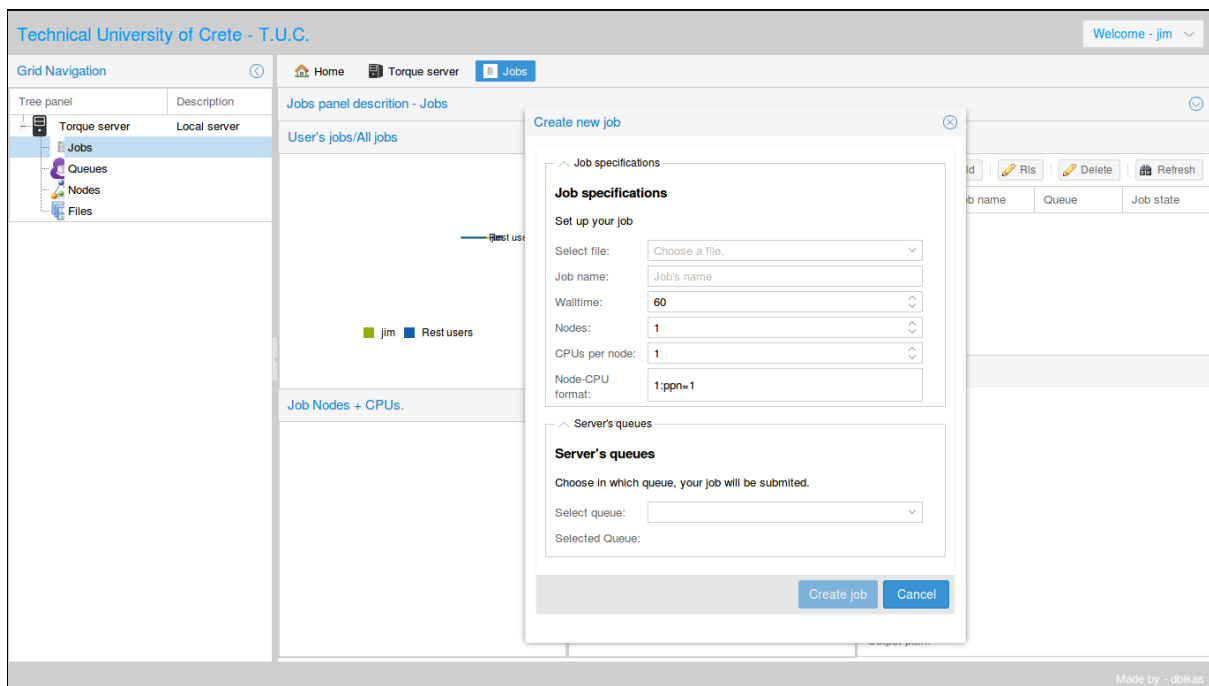 Technical University of Crete - T.U.C.
Welcome - jim
Grid Navigation
Home
Torque server
Jobs
Tree panel
Description
Torque server
Local server
Jobs
Queues
Nodes
Files
Jobs panel descrition - Jobs
User's jobs/All jobs
jim
Rest users
Job Nodes + CPUs.
Rls
Delete
Refresh
Queue
Job state
Create new job
Job specifications
Job specifications
Set up your job
Select file:
Choose a file.
Job name:
Job's name
Walltime:
60
Nodes:
1
CPUs per node:
1
Node-CPU
format:
1:ppn=1
Server's queues
Server's queues
Choose in which queue, your job will be submited.
Select queue:
Selected Queue:
Create job
Cancel
Made by - dbikas